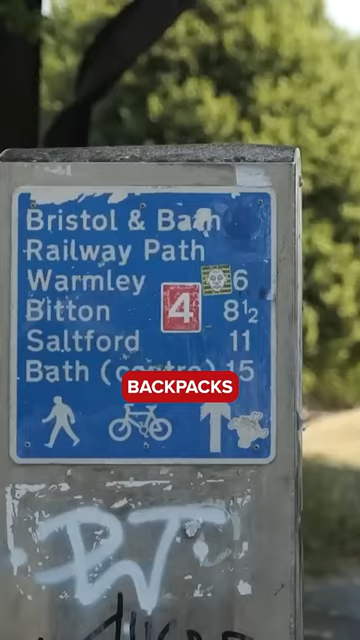 Bristol & Bath
Railway Path
Warmley 6
Bitton 4 8½
Saltford 11
Bath (centre) 15
BACKPACKS